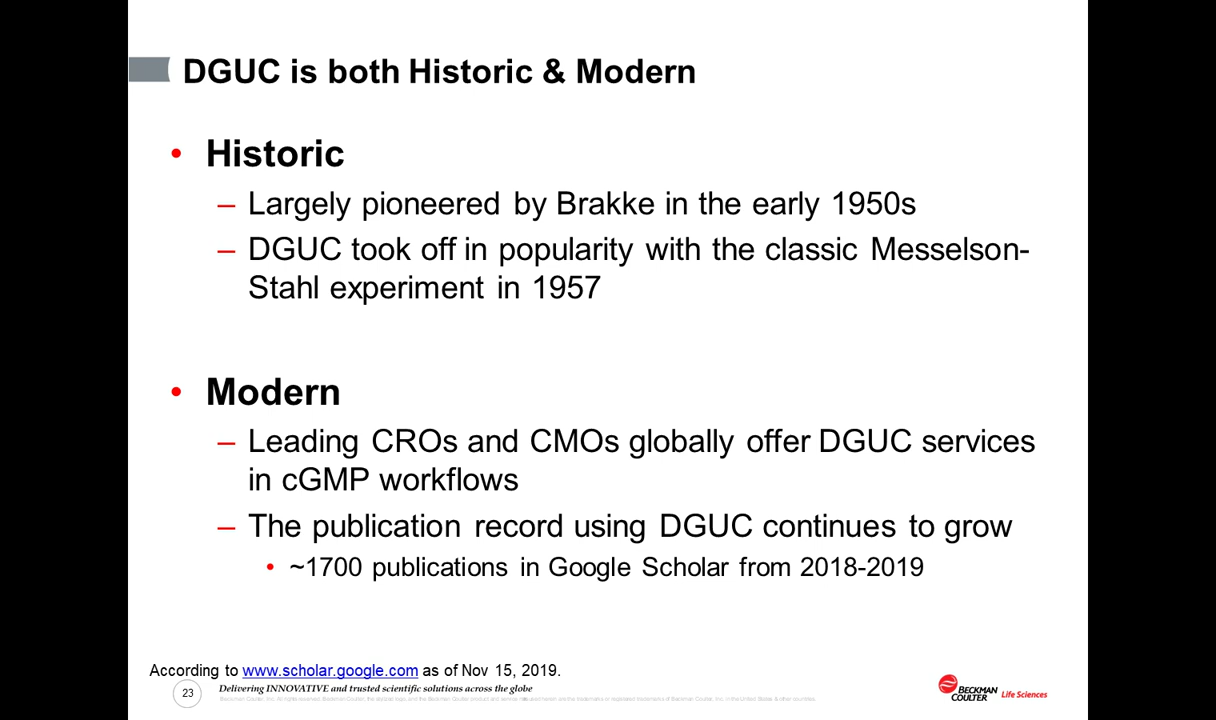 DGUC is both Historic & Modern
• Historic
– Largely pioneered by Brakke in the early 1950s
– DGUC took off in popularity with the classic Messelson-
Stahl experiment in 1957
• Modern
– Leading CROs and CMOs globally offer DGUC services
in cGMP workflows
– The publication record using DGUC continues to grow
• ~1700 publications in Google Scholar from 2018-2019
According to www.scholar.google.com as of Nov 15, 2019.
23
Delivering INNOVATIVE and trusted scientific solutions across the globe
BECKMAN
COULTER Life Sciences